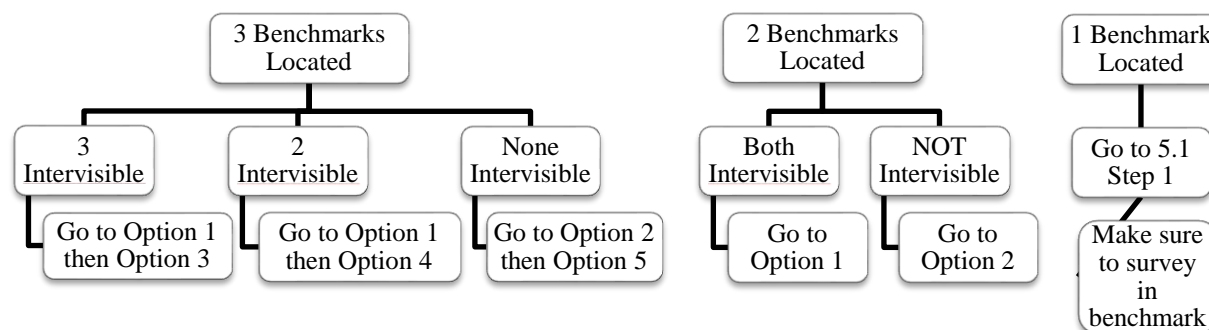 3 Benchmarks
Located
2 Benchmarks
Located
1 Benchmark
Located
3
Intervisible
2
Intervisible
None
Intervisible
Both
Intervisible
NOT
Intervisible
Go to 5.1
Step 1
Go to Option 1
then Option 3
Go to Option 1
then Option 4
Go to Option 2
then Option 5
Go to
Option 1
Go to
Option 2
Make sure
to survey
in
benchmark